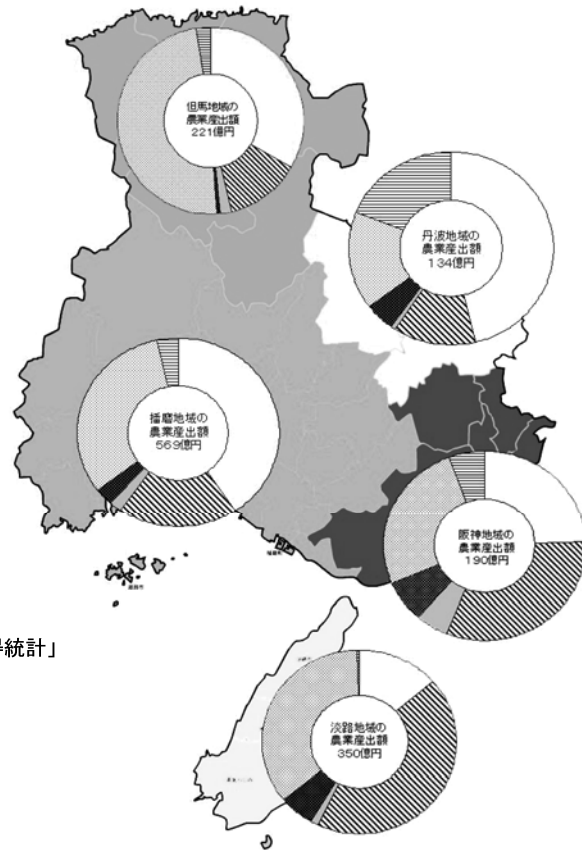 但馬地域の
農業産出額
221億円
丹波地域の
農業産出額
134億円
播磨地域の
農業産出額
569億円
阪神地域の
農業産出額
190億円
統計」
淡路地域の
農業産出額
350億円